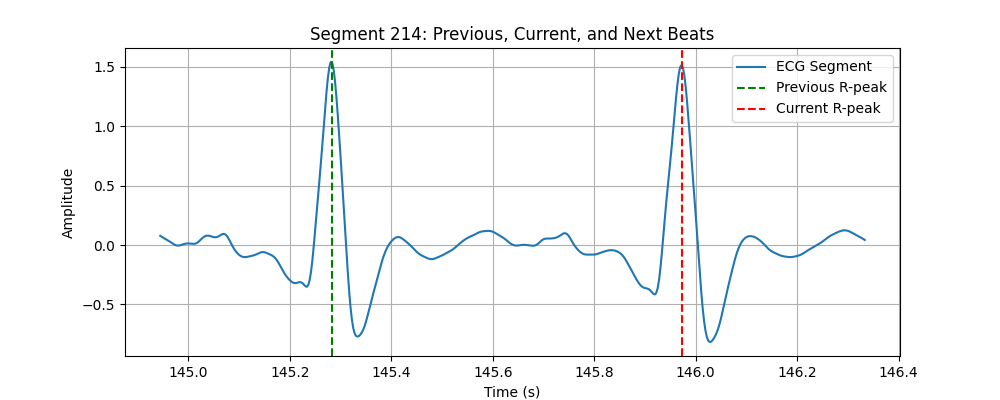 Segment 214: Previous, Current, and Next Beats
ECG Segment
Previous R-peak
Current R-peak
Amplitude
1.5
1.0
0.5
0.0
−0.5
145.0 145.2 145.4 145.6 145.8 146.0 146.2 146.4
Time (s)